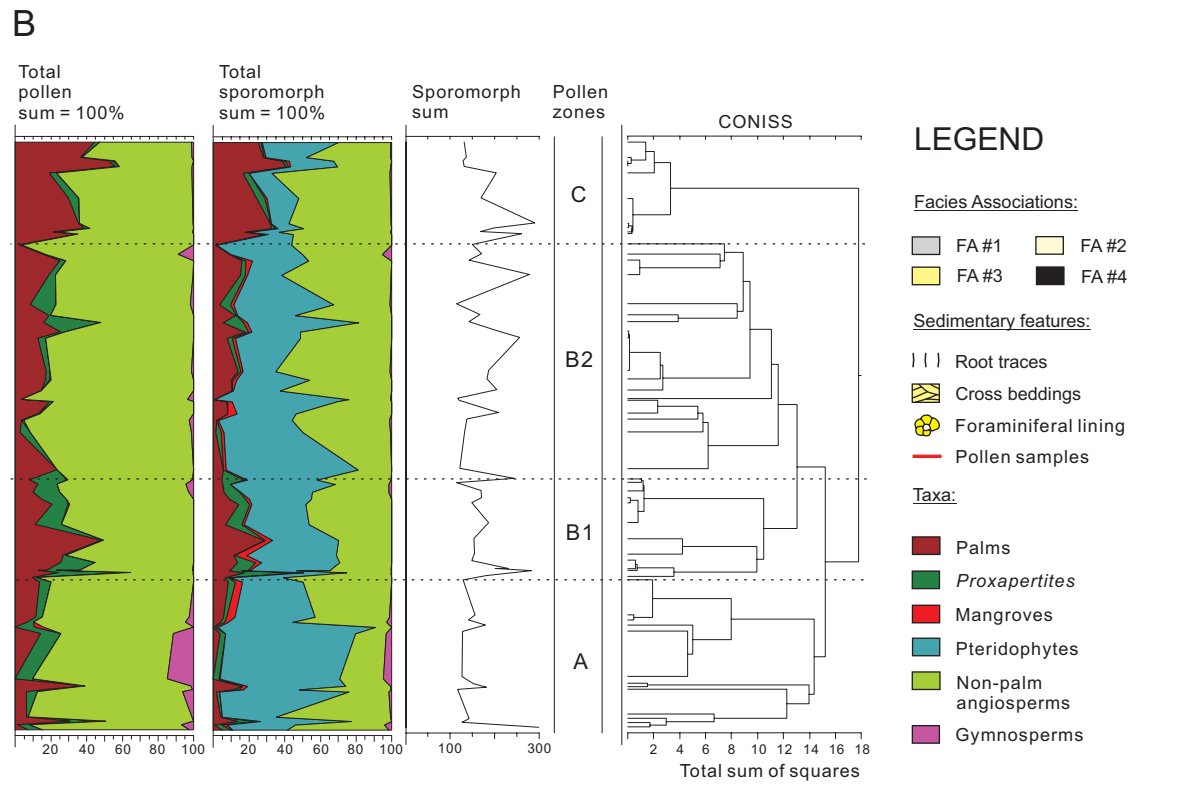 B
Total
pollen
sum = 100%
Total
sporomorph
sum = 100%
Sporomorph
sum
Pollen
zones
CONISS
C
B2
B1
A
20 40 60 80 100
20 40 60 80 100
100 300
2 4 6 8 10 12 14 16 18
Total sum of squares
LEGEND
Facies Associations:
FA #1 FA #2
FA #3 FA #4
Sedimentary features:
Root traces
Cross beddings
Foraminiferal lining
Pollen samples
Taxa:
Palms
Proxapertites
Mangroves
Pteridophytes
Non-palm
angiosperms
Gymnosperms